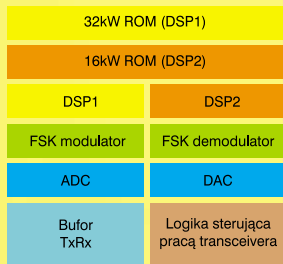 32kW ROM (DSP1)
16kW ROM (DSP2)
DSP1
DSP2
FSK modulator
FSK demodulator
ADC
DAC
Bufor
TxRx
Logika sterująca
pracą transceivera